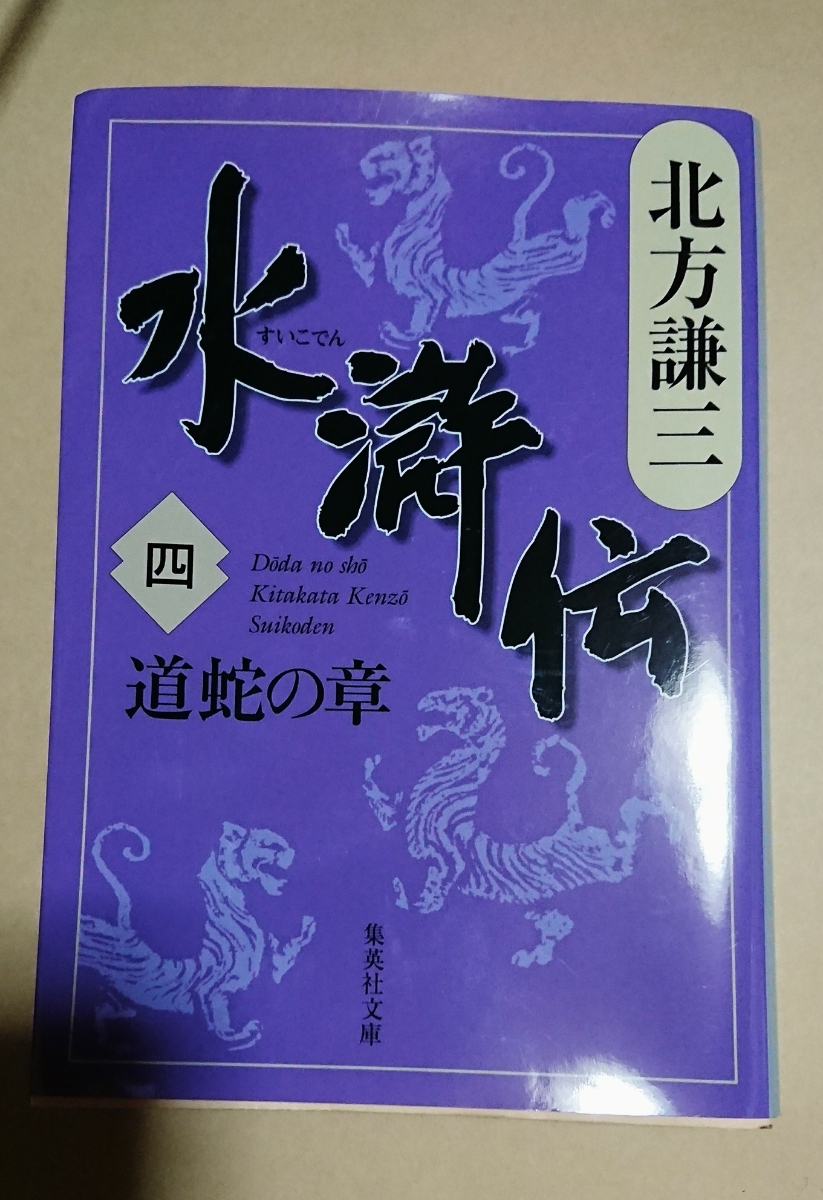 北方謙三
水滸伝
すいこでん
四
Dōda no shō
Kitakata Kenzō
Suikoden
道蛇の章
集英社文庫